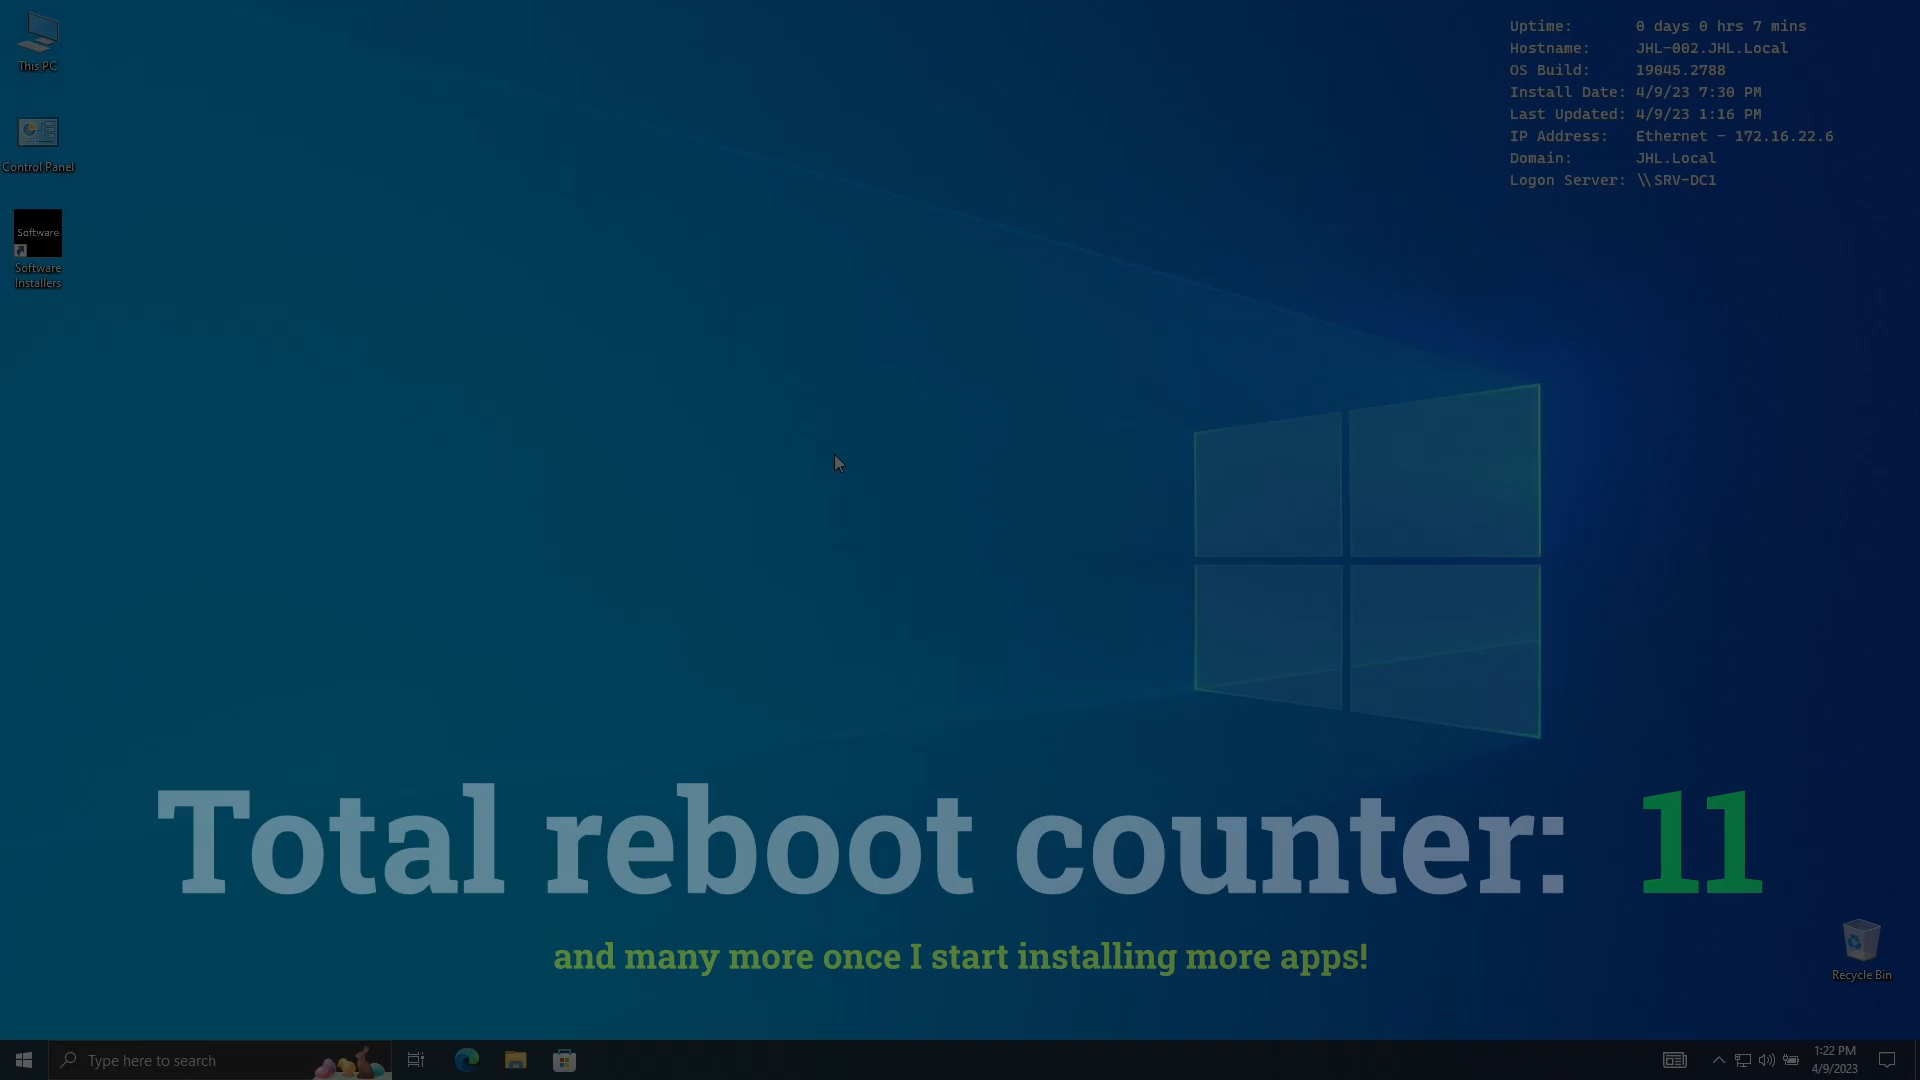 This PC
Control Panel
Software
Software
Installers
Uptime: 0 days 0 hrs 7 mins
Hostname: JHL-002.JHL.Local
OS Build: 19045.2788
Install Date: 4/9/23 7:30 PM
Last Updated: 4/9/23 1:16 PM
IP Address: Ethernet - 172.16.22.6
Domain: JHL.Local
Logon Server: \\SRV-DC1
Total reboot counter: 11
and many more once I start installing more apps!
Recycle Bin
Type here to search
1:22 PM
4/9/2023